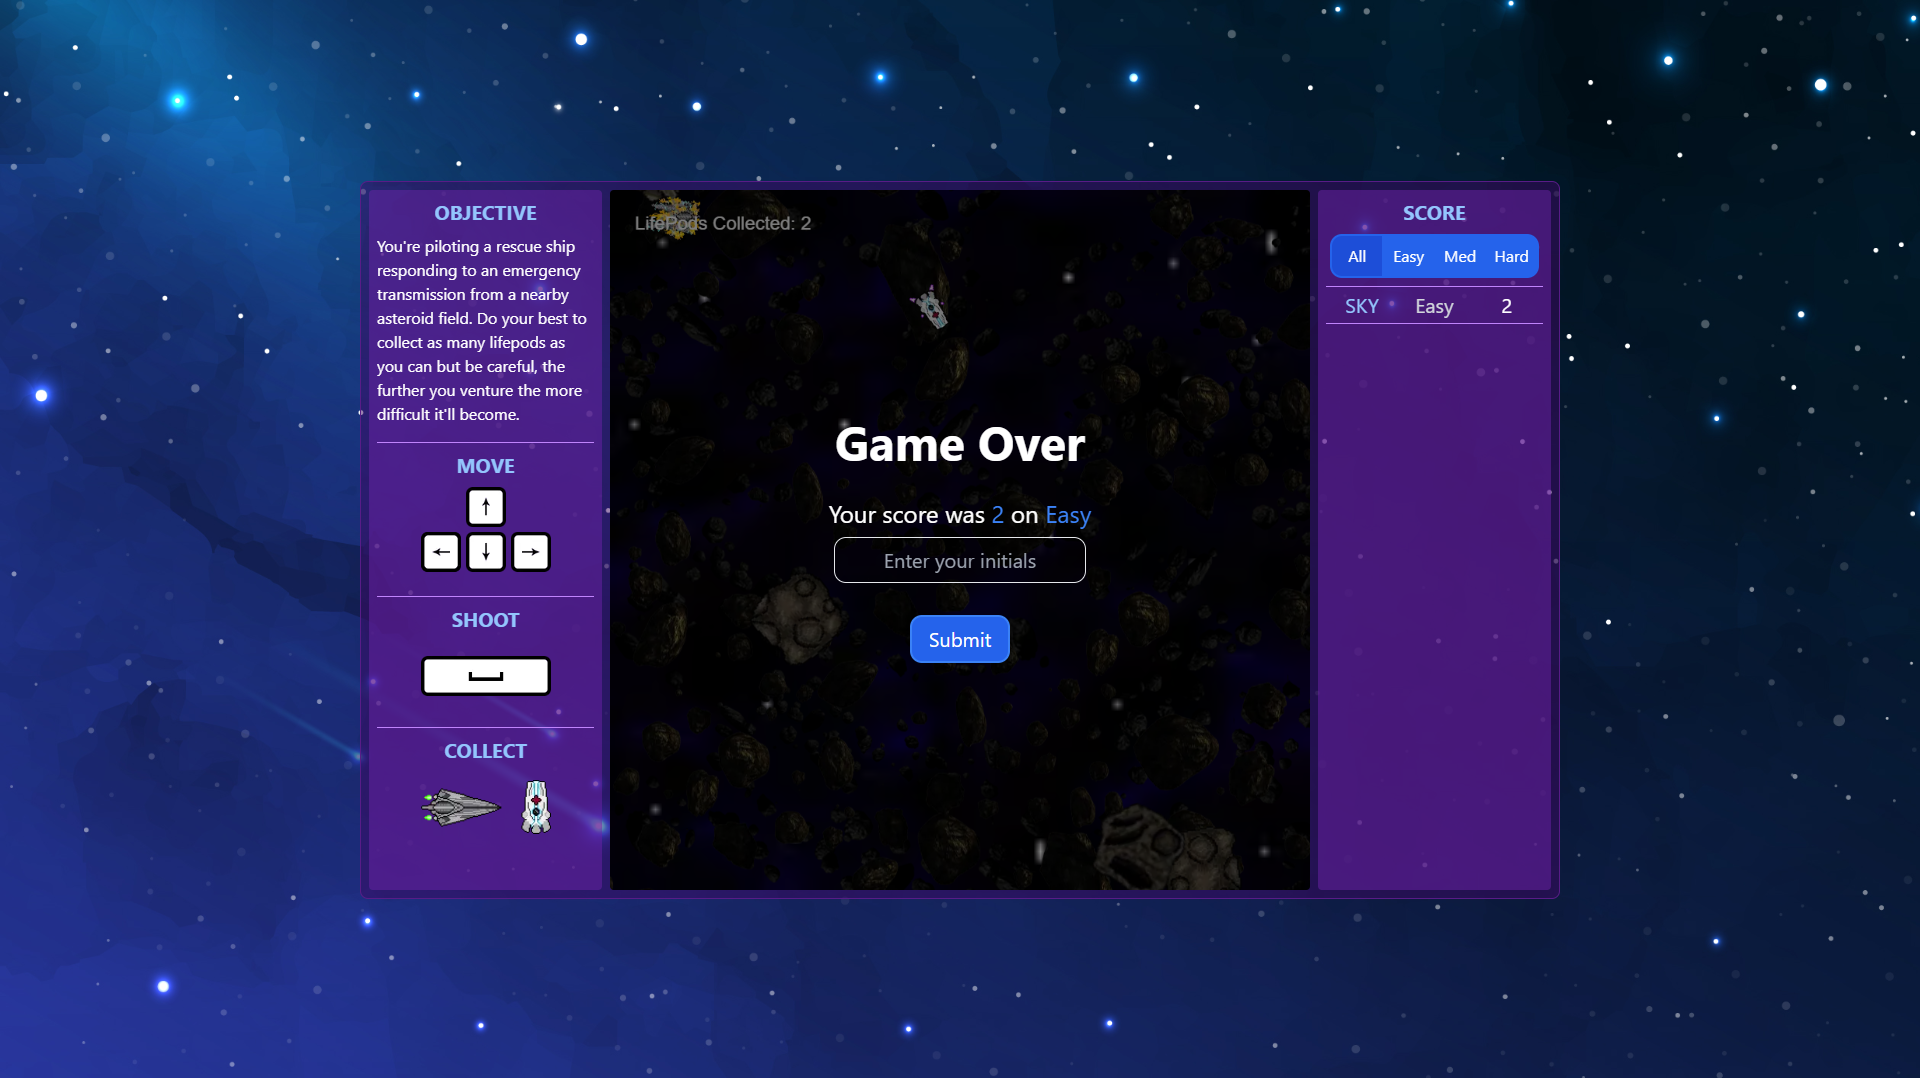 OBJECTIVE
You're piloting a rescue ship
responding to an emergency
transmission from a nearby
asteroid field. Do your best to
collect as many lifepods as
you can but be careful, the
further you venture the more
difficult it'll become.
MOVE
↑
← ↓ →
SHOOT
COLLECT
LifePods Collected: 2
Game Over
Your score was 2 on Easy
Enter your initials
Submit
SCORE
All Easy Med Hard
SKY Easy 2